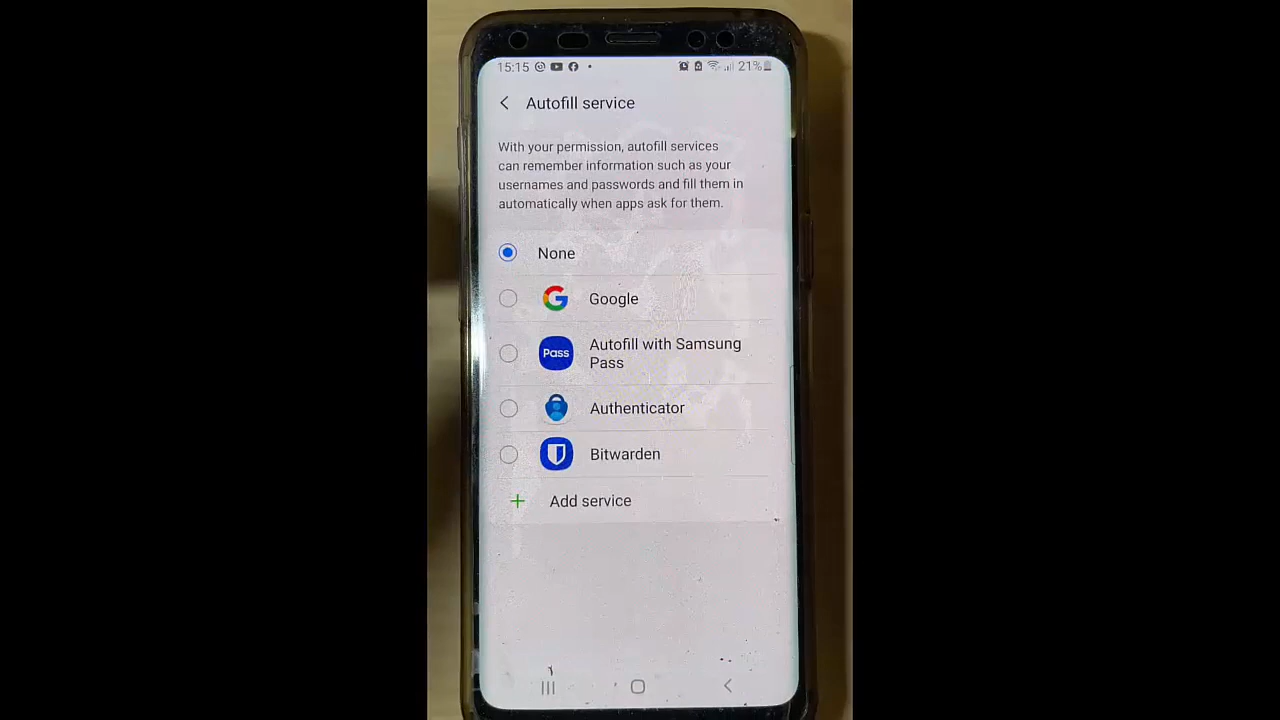 15:15 21%
Autofill service
With your permission, autofill services
can remember information such as your
usernames and passwords and fill them in
automatically when apps ask for them.
None
Google
Pass Autofill with Samsung
Pass
Authenticator
Bitwarden
+ Add service